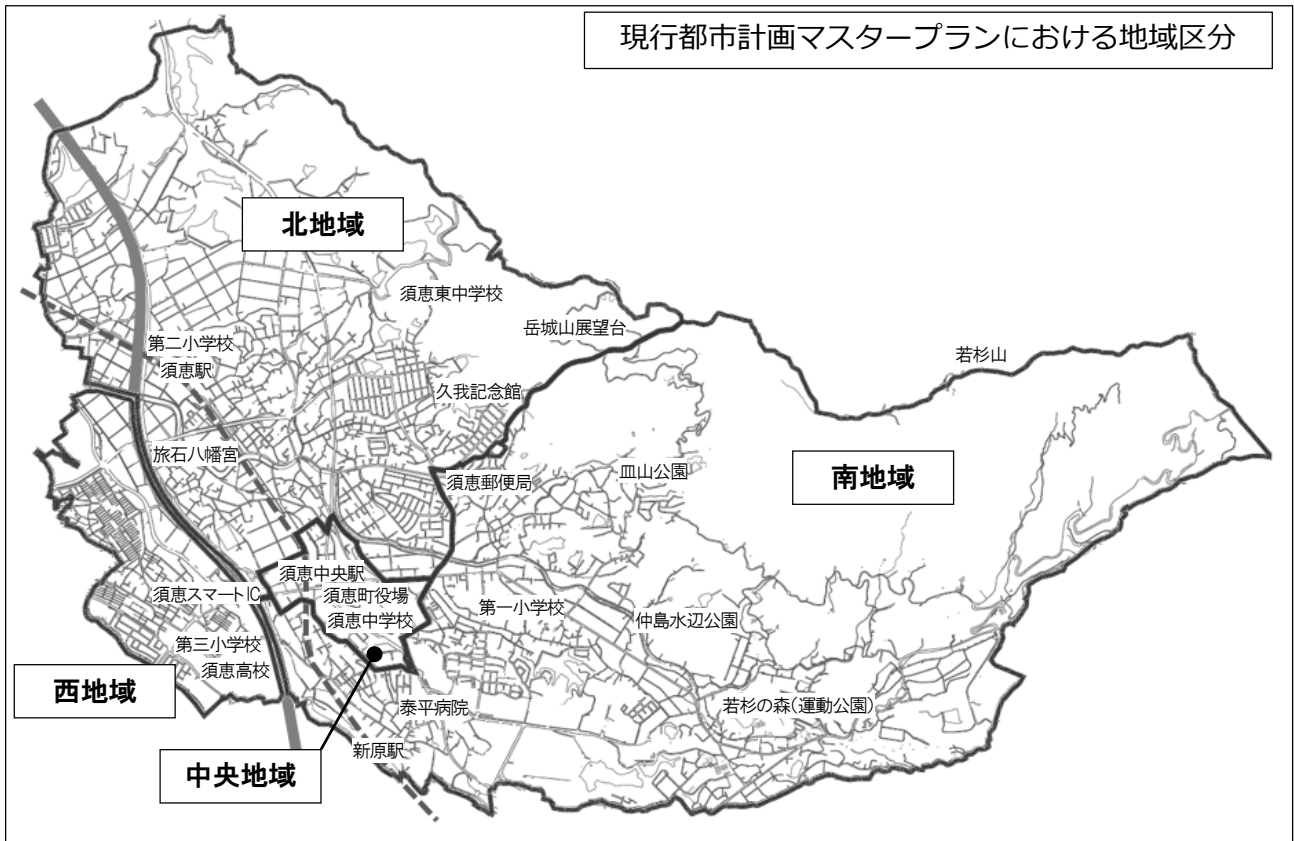 現行都市計画マスタープランにおける地域区分
北地域
須恵東中学校
岳城山展望台
第二小学校
須恵駅
若杉山
久我記念館
旅石八幡宮
須恵郵便局
皿山公園
南地域
須恵中央駅
須恵スマートIC
須恵町役場
第一小学校
須恵中学校
仲島水辺公園
第三小学校
須恵高校
西地域
泰平病院
若杉の森(運動公園)
新原駅
中央地域